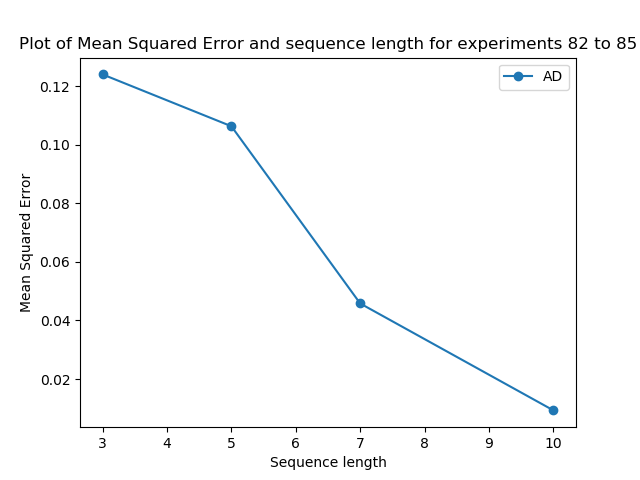 Plot of Mean Squared Error and sequence length for experiments 82 to 85
AD
0.12
0.10
0.08
0.06
0.04
0.02
Mean Squared Error
3 4 5 6 7 8 9 10
Sequence length